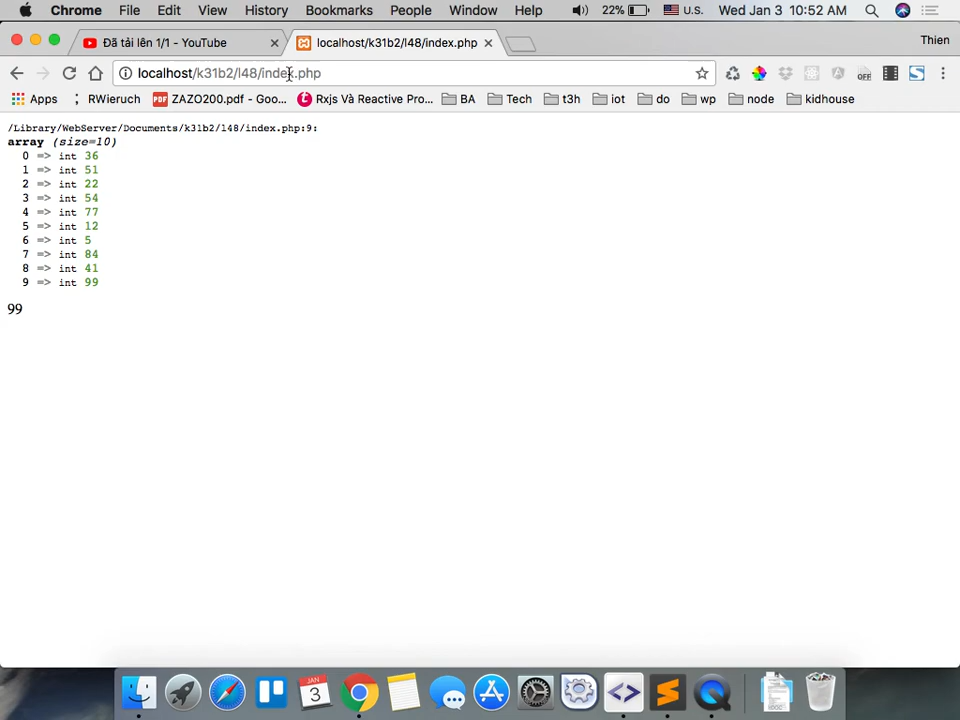 Chrome File Edit View History Bookmarks People Window Help 22% U.S. Wed Jan 3 10:52 AM
Đã tải lên 1/1 - YouTube localhost/k31b2/l48/index.php Thien
localhost/k31b2/l48/index.php OFF
Apps RWieruch ZAZO200.pdf - Goo... Rxjs Và Reactive Pro... BA Tech t3h iot do wp node kidhouse
/Library/WebServer/Documents/k31b2/l48/index.php:9:
array (size=10)
0 => int 36
1 => int 51
2 => int 22
3 => int 54
4 => int 77
5 => int 12
6 => int 5
7 => int 84
8 => int 41
9 => int 99
99
JAN
3